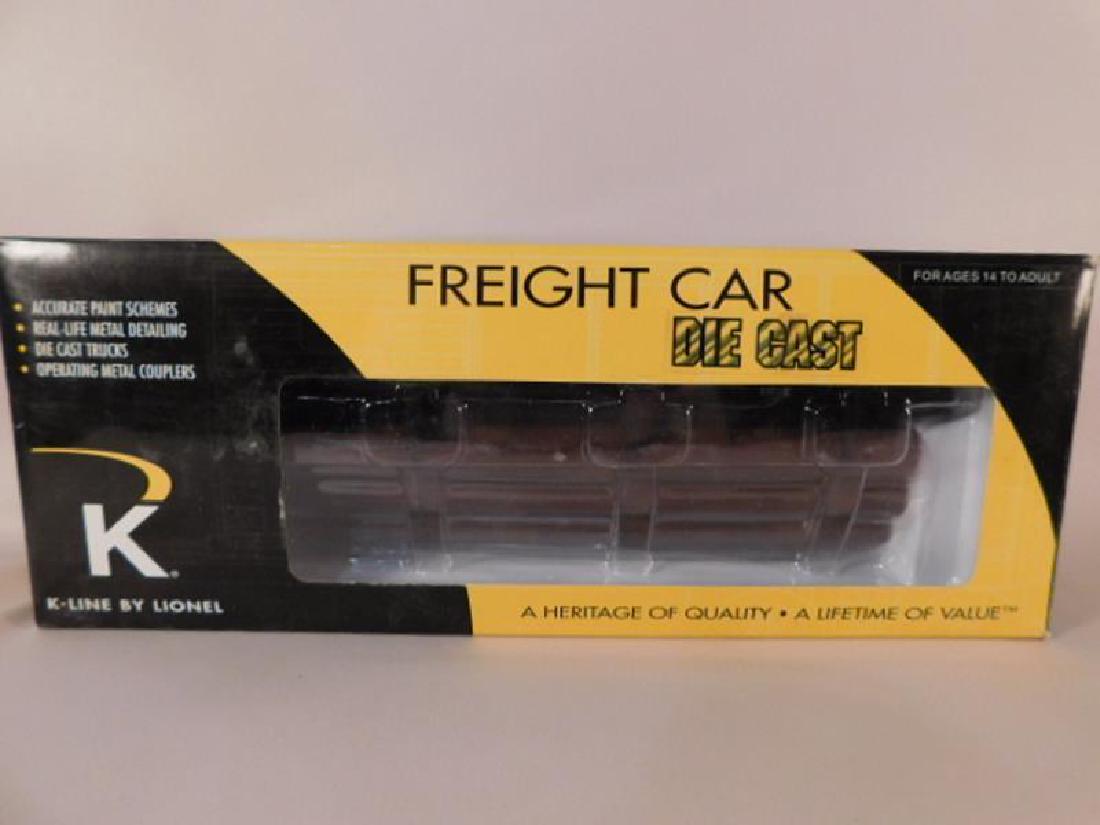 FREIGHT CAR
DIE CAST
FOR AGES 14 TO ADULT
• ACCURATE PAINT SCHEMES
• REAL-LIFE METAL DETAILING
• DIE CAST TRUCKS
• OPERATING METAL COUPLERS
K®
K-LINE BY LIONEL
A HERITAGE OF QUALITY • A LIFETIME OF VALUE™